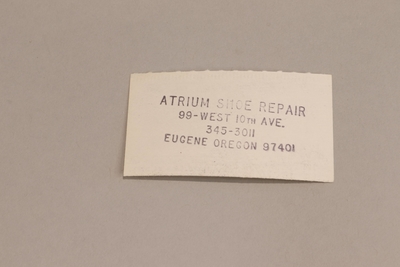 ATRIUM SHOE REPAIR
99-WEST 10TH AVE.
345-3011
EUGENE OREGON 97401